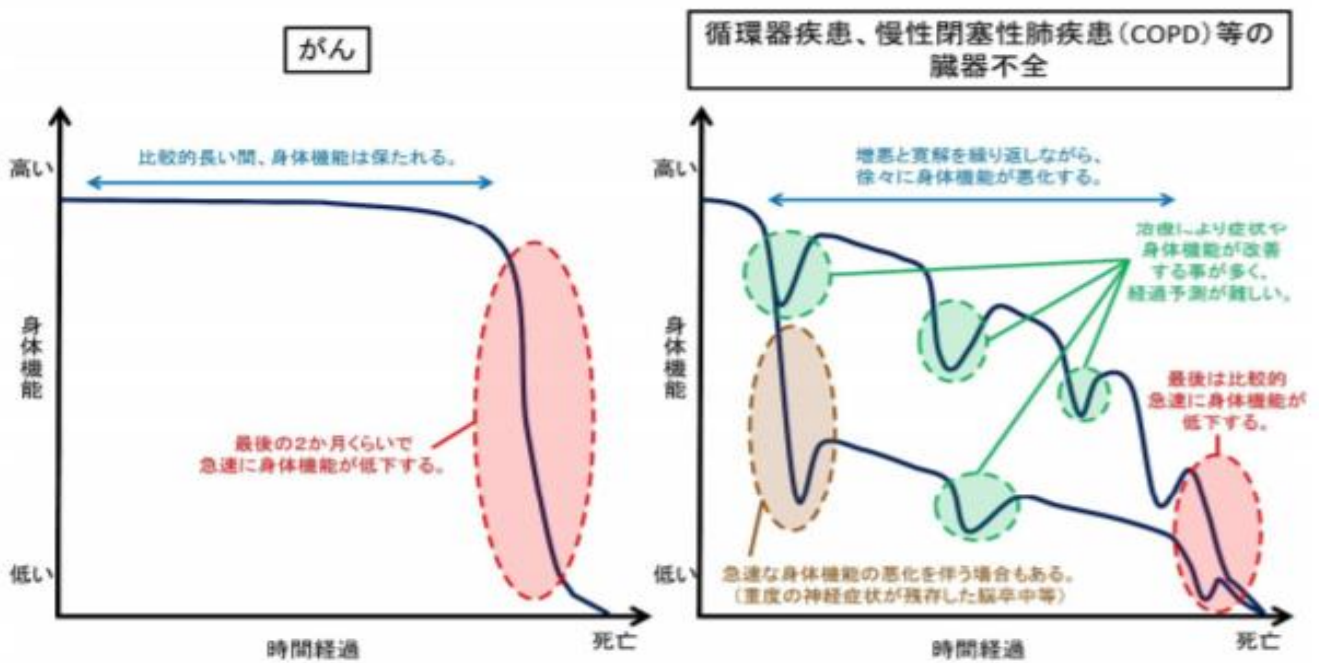 がん
高い
比較的長い間、身体機能は保たれる。
身体機能
最後の2か月くらいで
急速に身体機能が低下する。
低い
時間経過
死亡
循環器疾患、慢性閉塞性肺疾患(COPD)等の
臓器不全
高い
増悪と寛解を繰り返しながら、
徐々に身体機能が悪化する。
治療により症状や
身体機能が改善
する事が多く、
経過予測が難しい。
身体機能
最後は比較的
急速に身体機能が
低下する。
低い
急速な身体機能の悪化を伴う場合もある。
(重度の神経症状が残存した脳卒中等)
時間経過
死亡